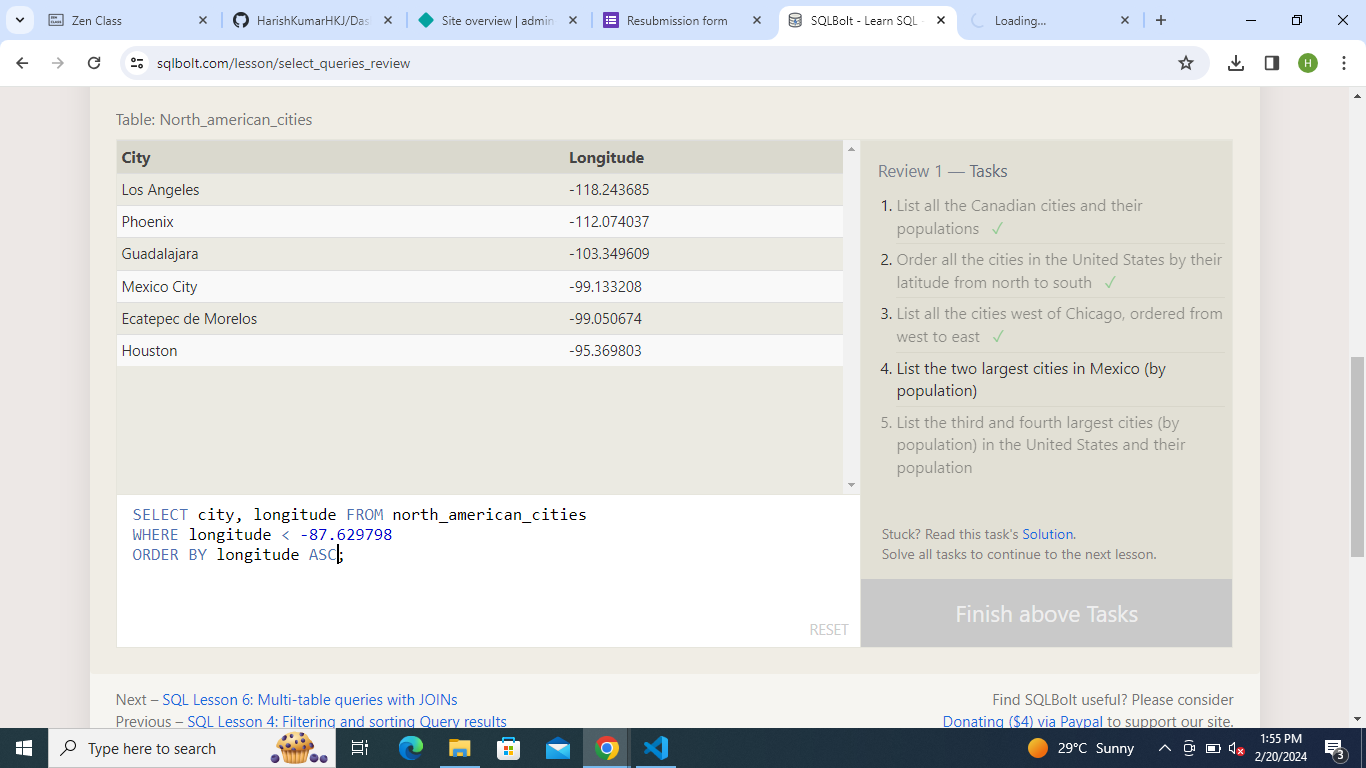 Zen Class
HarishKumarHKJ/Das
Site overview | admin
Resubmission form
SQLBolt - Learn SQL
Loading...
sqlbolt.com/lesson/select_queries_review
H
Table: North_american_cities
City Longitude
Los Angeles -118.243685
Phoenix -112.074037
Guadalajara -103.349609
Mexico City -99.133208
Ecatepec de Morelos -99.050674
Houston -95.369803
SELECT city, longitude FROM north_american_cities
WHERE longitude < -87.629798
ORDER BY longitude ASC;
RESET
Review 1 — Tasks
1. List all the Canadian cities and their
populations ✓
2. Order all the cities in the United States by their
latitude from north to south ✓
3. List all the cities west of Chicago, ordered from
west to east ✓
4. List the two largest cities in Mexico (by
population)
5. List the third and fourth largest cities (by
population) in the United States and their
population
Stuck? Read this task's Solution.
Solve all tasks to continue to the next lesson.
Finish above Tasks
Next – SQL Lesson 6: Multi-table queries with JOINs
Previous – SQL Lesson 4: Filtering and sorting Query results
Find SQLBolt useful? Please consider
Donating ($4) via Paypal to support our site.
Type here to search
29°C Sunny
1:55 PM
2/20/2024
3